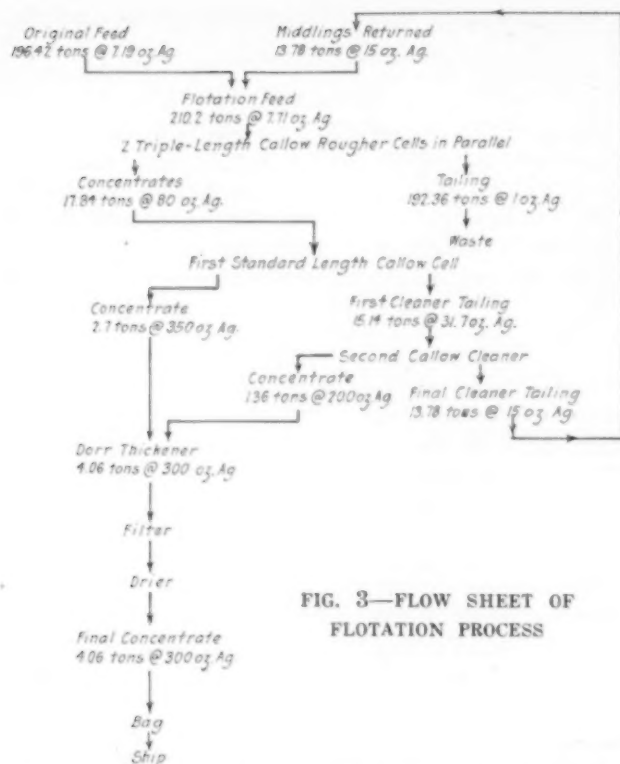 Original Feed
196.42 tons @ 7.19 oz Ag
Middlings Returned
13.78 tons @ 15 oz. Ag.
Flotation Feed
210.2 tons @ 7.71 oz Ag
2 Triple-Length Callow Rougher Cells in Parallel
Concentrates
17.84 tons @ 80 oz Ag.
Tailing
192.36 tons @ 1 oz Ag.
Waste
First Standard Length Callow Cell
Concentrate
2.7 tons @ 350 oz Ag.
First Cleaner Tailing
15.14 tons @ 31.7 oz. Ag.
Second Callow Cleaner
Concentrate
1.36 tons @ 200 oz Ag
Final Cleaner Tailing
13.78 tons @ 15 oz Ag.
Dorr Thickener
4.06 tons @ 300 oz. Ag
Filter
Drier
Final Concentrate
4.06 tons @ 300 oz. Ag
Bag
Ship
FIG. 3—FLOW SHEET OF
FLOTATION PROCESS